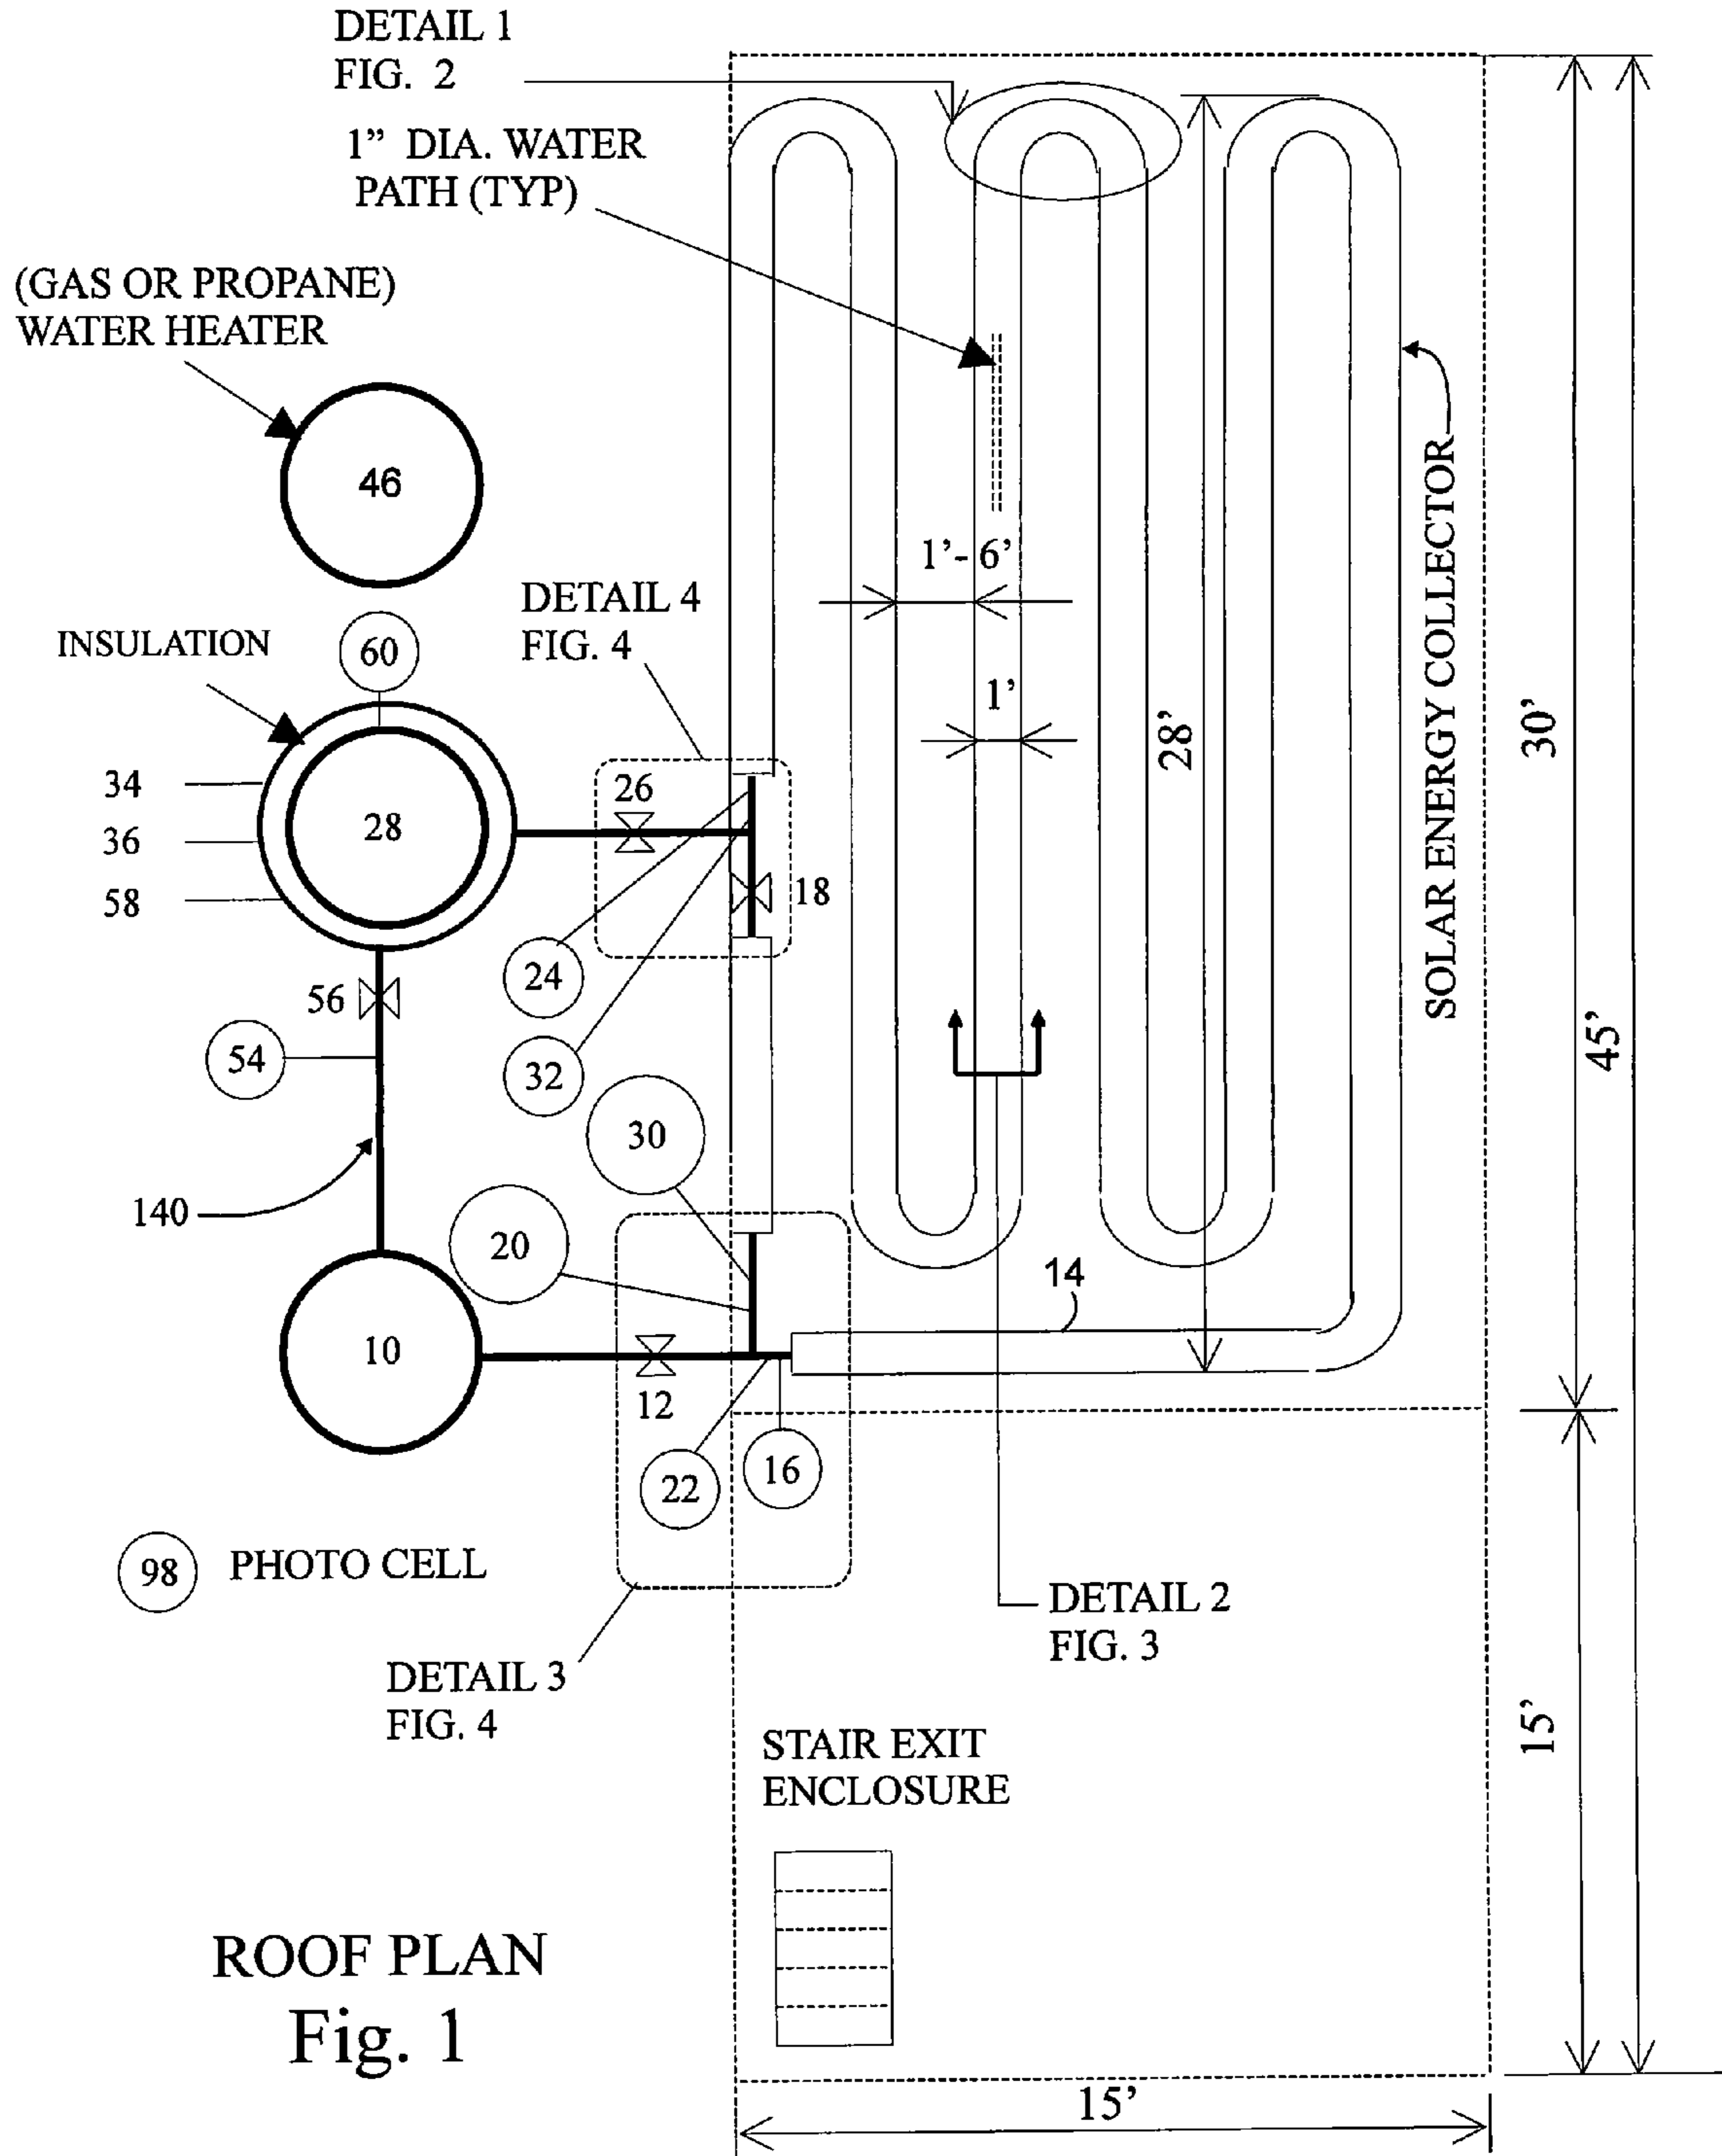 DETAIL 1
FIG. 2
1” DIA. WATER
PATH (TYP)
(GAS OR PROPANE)
WATER HEATER
46
INSULATION
60
DETAIL 4
FIG. 4
1’- 6’
1’
28’
SOLAR ENERGY COLLECTOR
30’
45’
34
36
58
28
26
18
24
56
54
32
30
140
20
14
10
12
22
16
98 PHOTO CELL
DETAIL 2
FIG. 3
DETAIL 3
FIG. 4
15’
STAIR EXIT
ENCLOSURE
ROOF PLAN
Fig. 1
15’